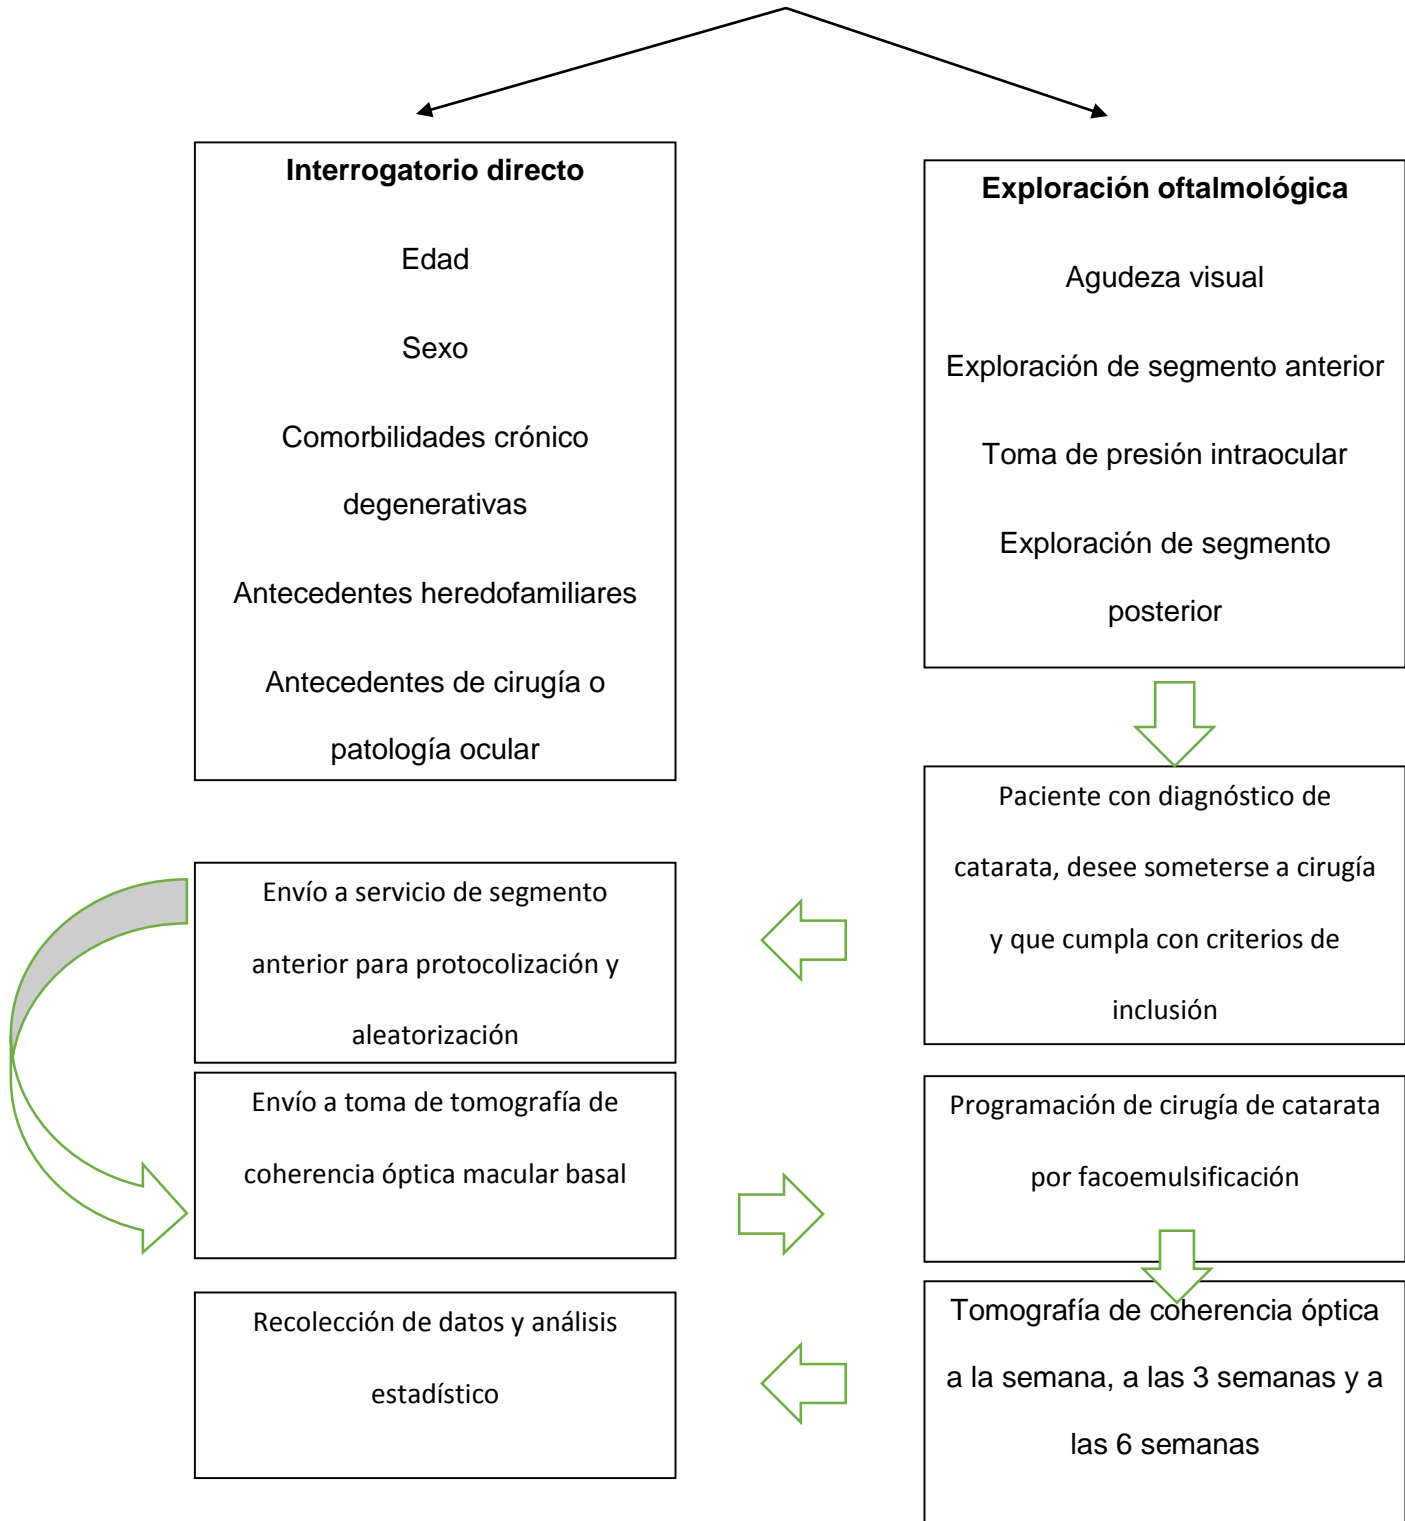 Interrogatorio directo
Edad
Sexo
Comorbilidades crónico
degenerativas
Antecedentes heredofamiliares
Antecedentes de cirugía o
patología ocular
Exploración oftalmológica
Agudeza visual
Exploración de segmento anterior
Toma de presión intraocular
Exploración de segmento
posterior
Paciente con diagnóstico de
catarata, desee someterse a cirugía
y que cumpla con criterios de
inclusión
Envío a servicio de segmento
anterior para protocolización y
aleatorización
Envío a toma de tomografía de
coherencia óptica macular basal
Programación de cirugía de catarata
por facoemulsificación
Tomografía de coherencia óptica
a la semana, a las 3 semanas y a
las 6 semanas
Recolección de datos y análisis
estadístico